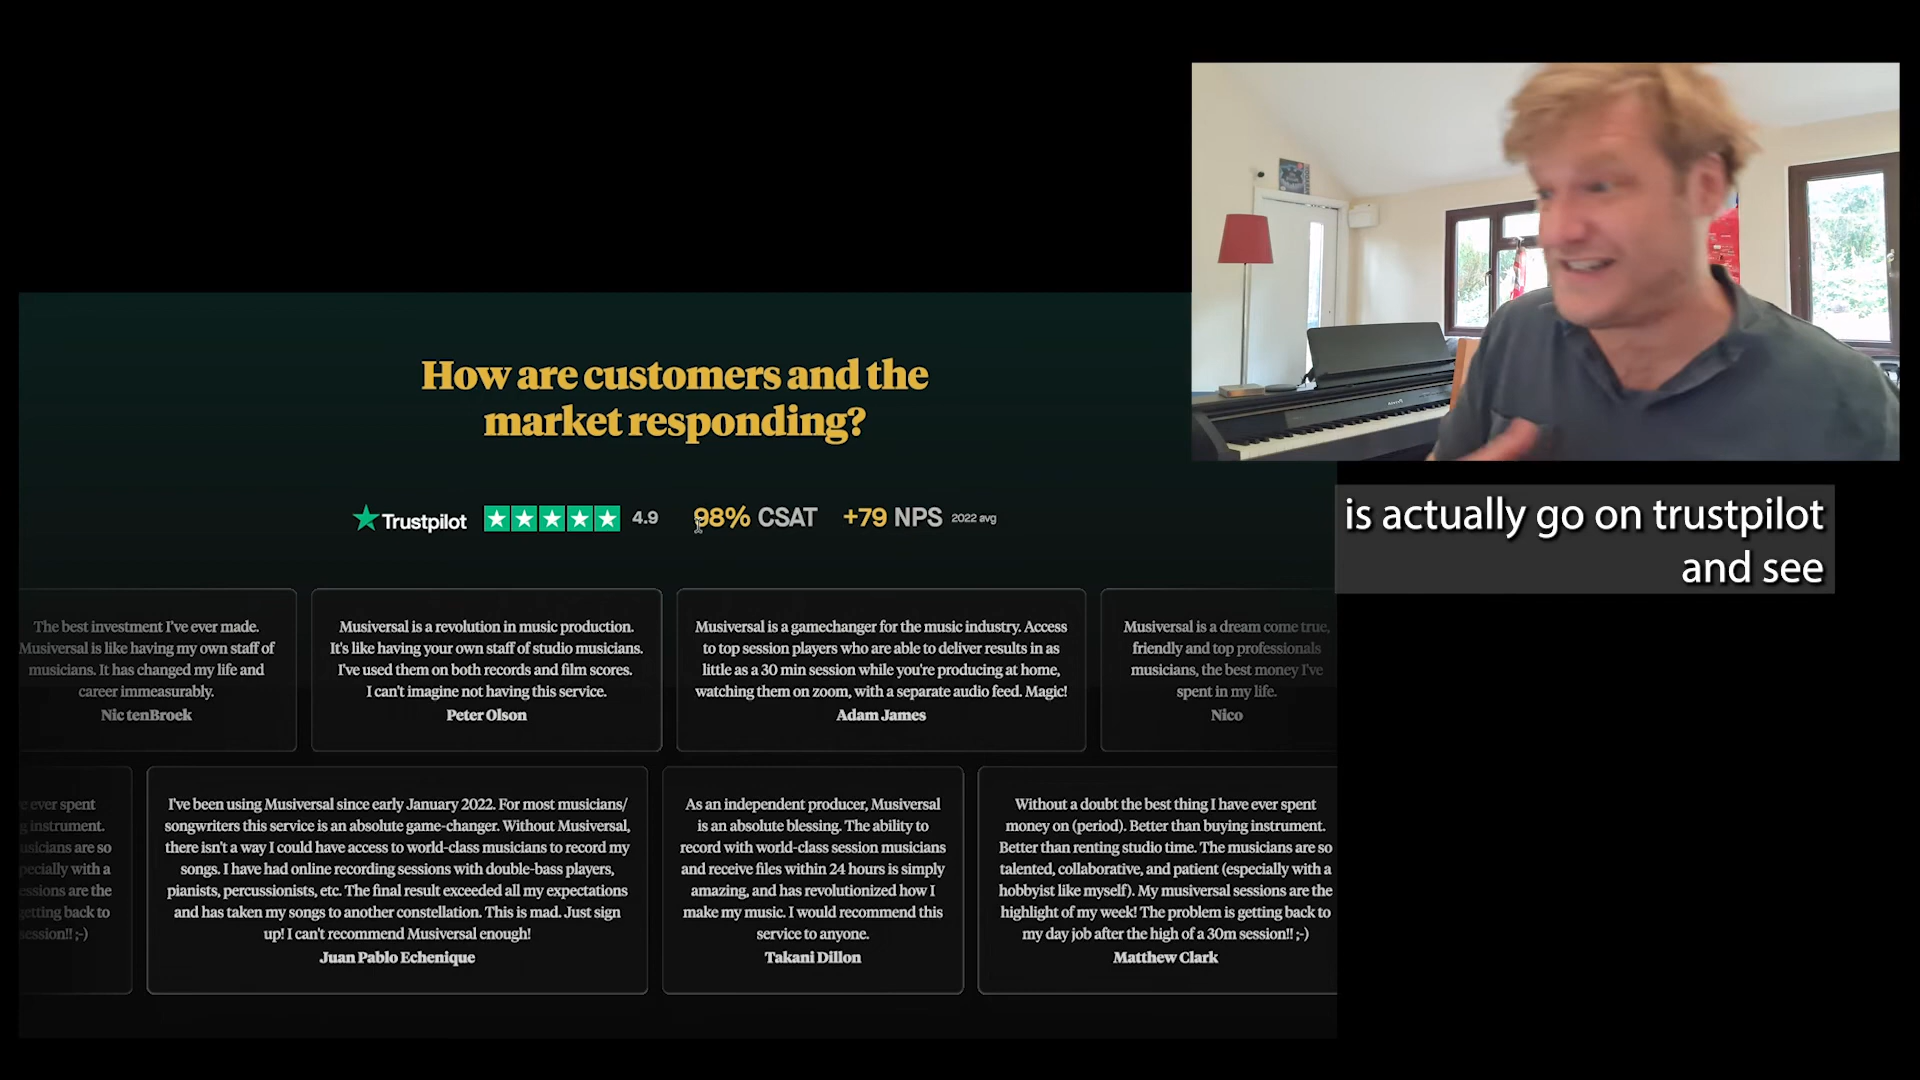 How are customers and the
market responding?
Trustpilot 4.9 98% CSAT +79 NPS 2022 avg
is actually go on trustpilot
and see
The best investment I've ever made.
Musiversal is like having my own staff of
musicians. It has changed my life and
career immeasurably.
Nic tenBroek
Musiversal is a revolution in music production.
It's like having your own staff of studio musicians.
I've used them on both records and film scores.
I can't imagine not having this service.
Peter Olson
Musiversal is a gamechanger for the music industry. Access
to top session players who are able to deliver results in as
little as a 30 min session while you're producing at home,
watching them on zoom, with a separate audio feed. Magic!
Adam James
Musiversal is a dream come true,
friendly and top professionals
musicians, the best money I've
spent in my life.
Nico
ever spent
instrument.
are so
with a
are the
getting back to
session!! ;-)
I've been using Musiversal since early January 2022. For most musicians/
songwriters this service is an absolute game-changer. Without Musiversal,
there isn't a way I could have access to world-class musicians to record my
songs. I have had online recording sessions with double-bass players,
pianists, percussionists, etc. The final result exceeded all my expectations
and has taken my songs to another constellation. This is mad. Just sign
up! I can't recommend Musiversal enough!
Juan Pablo Echenique
As an independent producer, Musiversal
is an absolute blessing. The ability to
record with world-class session musicians
and receive files within 24 hours is simply
amazing, and has revolutionized how I
make my music. I would recommend this
service to anyone.
Takani Dillon
Without a doubt the best thing I have ever spent
money on (period). Better than buying instrument.
Better than renting studio time. The musicians are so
talented, collaborative, and patient (especially with a
hobbyist like myself). My musiversal sessions are the
highlight of my week! The problem is getting back to
my day job after the high of a 30m session!! ;-)
Matthew Clark